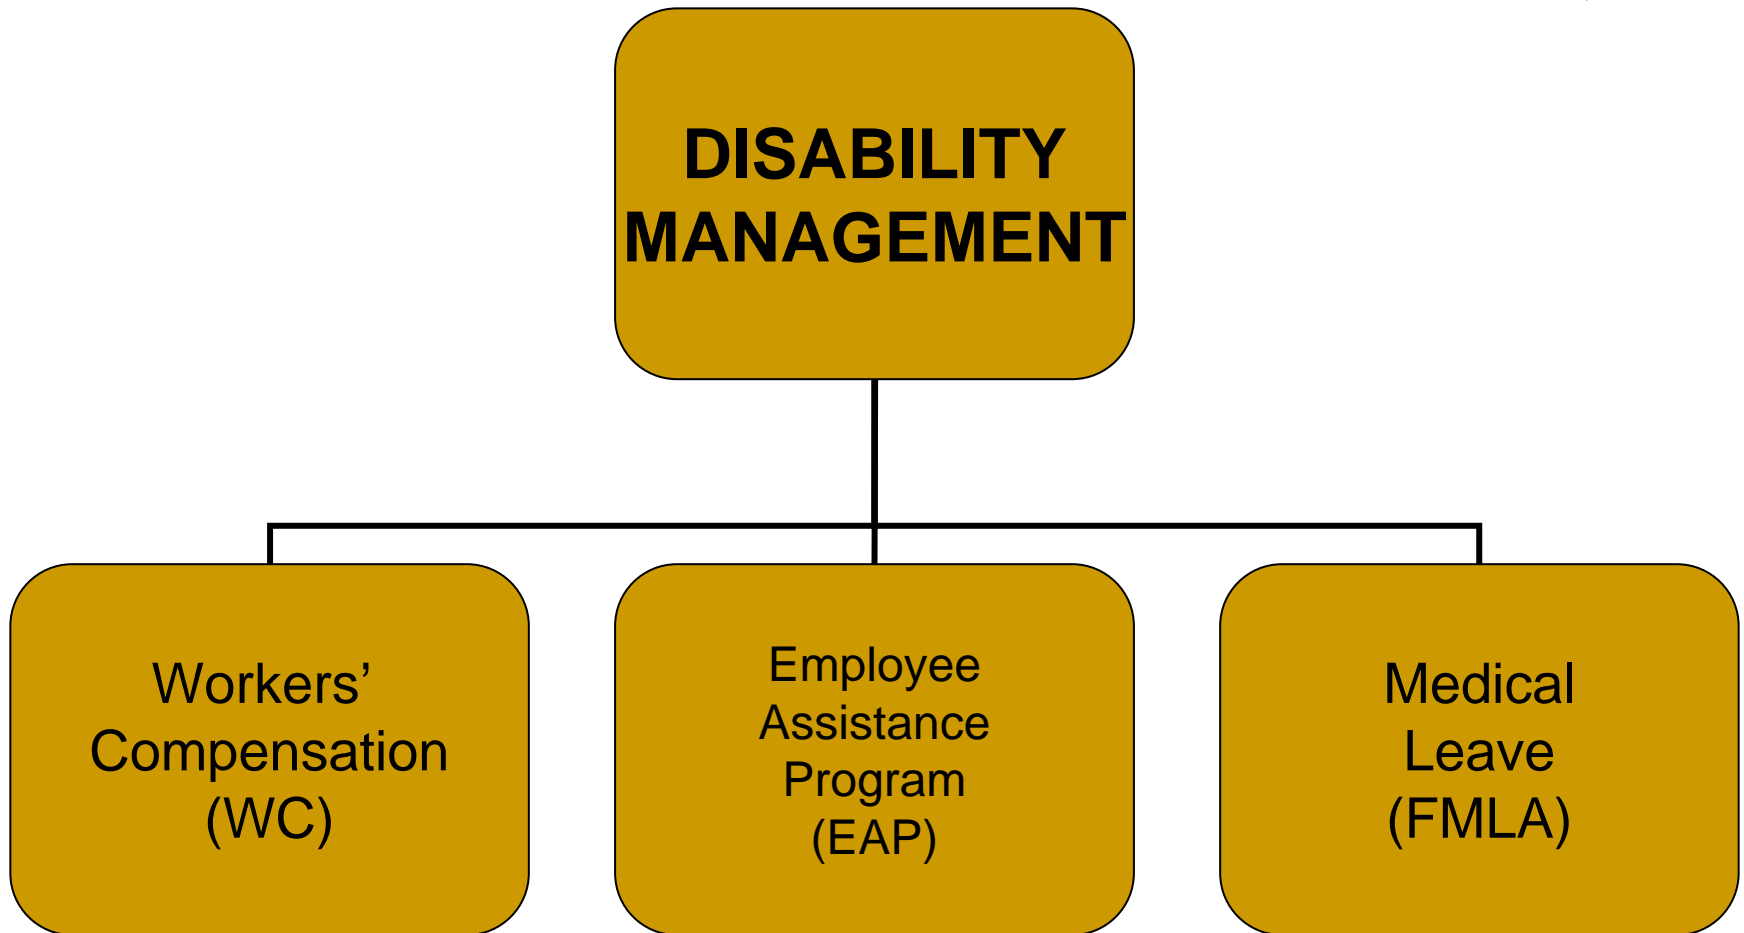 DISABILITY
MANAGEMENT
Workers’
Compensation
(WC)
Employee
Assistance
Program
(EAP)
Medical
Leave
(FMLA)